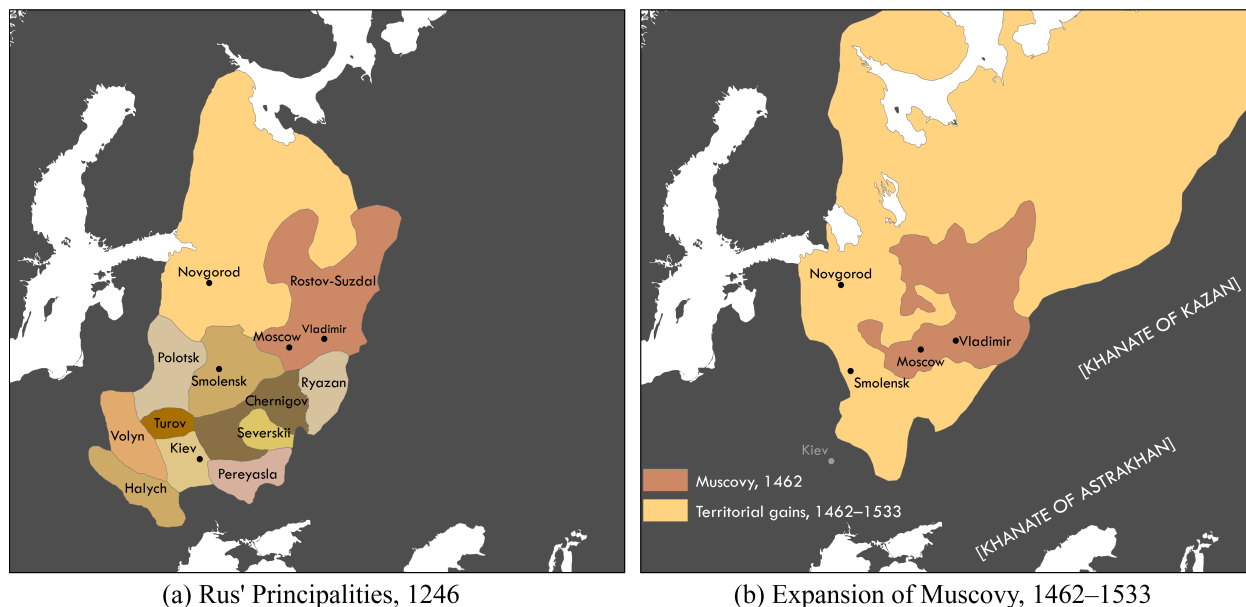 Novgorod
Rostov-Suzdal
Moscow
Vladimir
Polotsk
Smolensk
Ryazan
Chernigov
Turov
Severskii
Volyn
Kiev
Pereyasla
Halych
(a) Rus' Principalities, 1246
Novgorod
Moscow
Vladimir
Smolensk
Kiev
[KHANATE OF KAZAN]
[KHANATE OF ASTRAKHAN]
Muscovy, 1462
Territorial gains, 1462–1533
(b) Expansion of Muscovy, 1462–1533